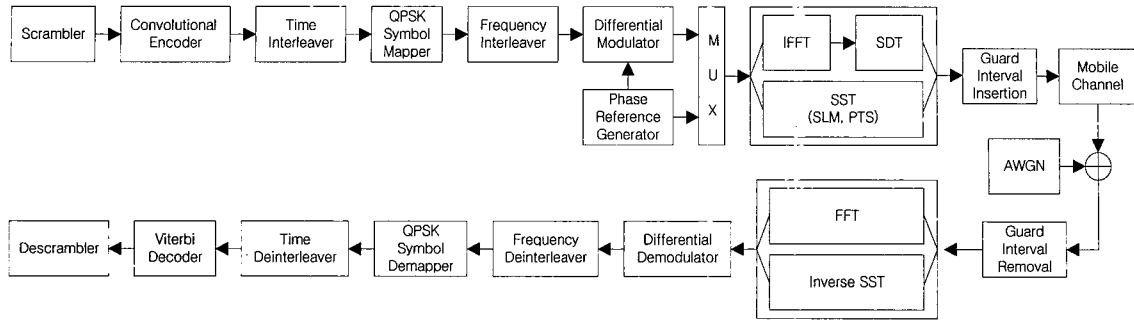 Scrambler
Convolutional
Encoder
Time
Interfeaver
QPSK
Symbol
Mapper
Frequency
Interleaver
Differential
Modulator
Phase
Reference
Generator
M
U
X
IFFT
SDT
SST
(SLM, PTS)
Guard
Interval
Insertion
Mobile
Channel
AWGN
Descrambler
Viterbi
Decoder
Time
Deinterleaver
QPSK
Symbol
Demapper
Frequency
Deinterleaver
Differential
Demodulator
FFT
Inverse SST
Guard
Interval
Removal